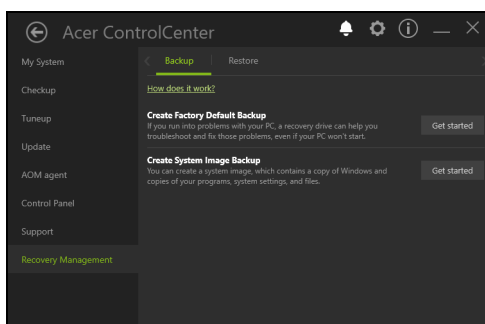 Acer ControlCenter
My System
Checkup
Tuneup
Update
AOM agent
Control Panel
Support
Recovery Management
Backup
Restore
How does it work?
Create Factory Default Backup
If you run into problems with your PC, a recovery drive can help you
troubleshoot and fix those problems, even if your PC won't start.
Get started
Create System Image Backup
You can create a system image, which contains a copy of Windows and
copies of your programs, system settings, and files.
Get started